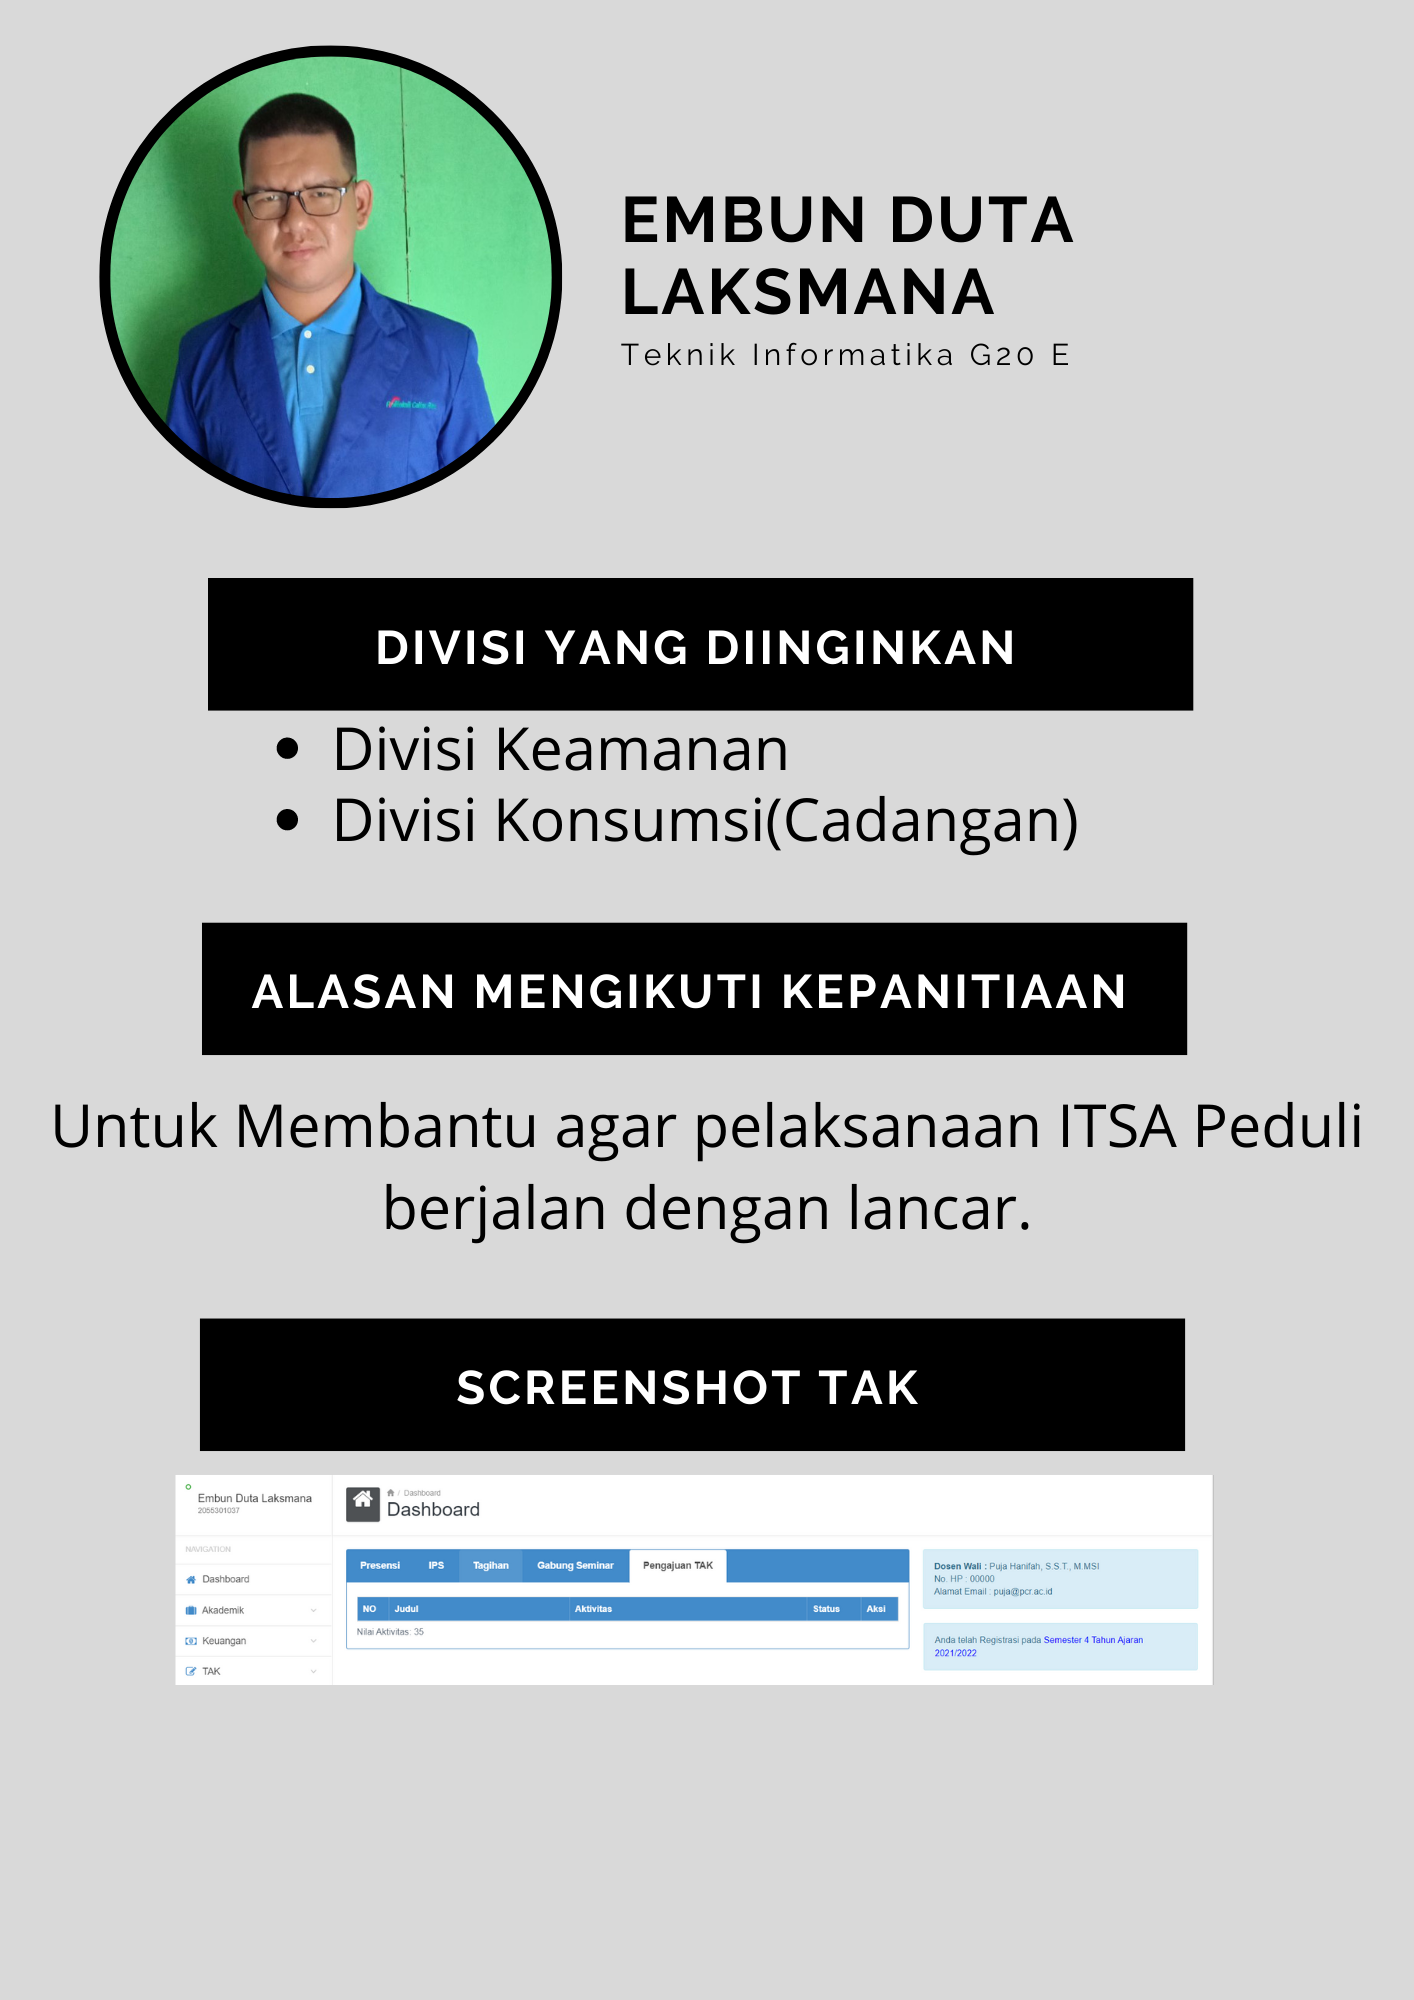 EMBUN DUTA
LAKSMANA
Teknik Informatika G20 E
DIVISI YANG DIINGINKAN
• Divisi Keamanan
• Divisi Konsumsi(Cadangan)
ALASAN MENGIKUTI KEPANITIAAN
Untuk Membantu agar pelaksanaan ITSA Peduli
berjalan dengan lancar.
SCREENSHOT TAK
Embun Duta Laksmana
2055301037
NAVIGATION
Dashboard
Akademik
Keuangan
TAK
/ Dashboard
Dashboard
Presensi IPS Tagihan Gabung Seminar Pengajuan TAK
NO Judul Aktivitas Status Aksi
Nilai Aktivitas: 35
Dosen Wali : Puja Hanifah, S.S.T., M.MSI
No. HP : 00000
Alamat Email : puja@pcr.ac.id
Anda telah Registrasi pada Semester 4 Tahun Ajaran
2021/2022